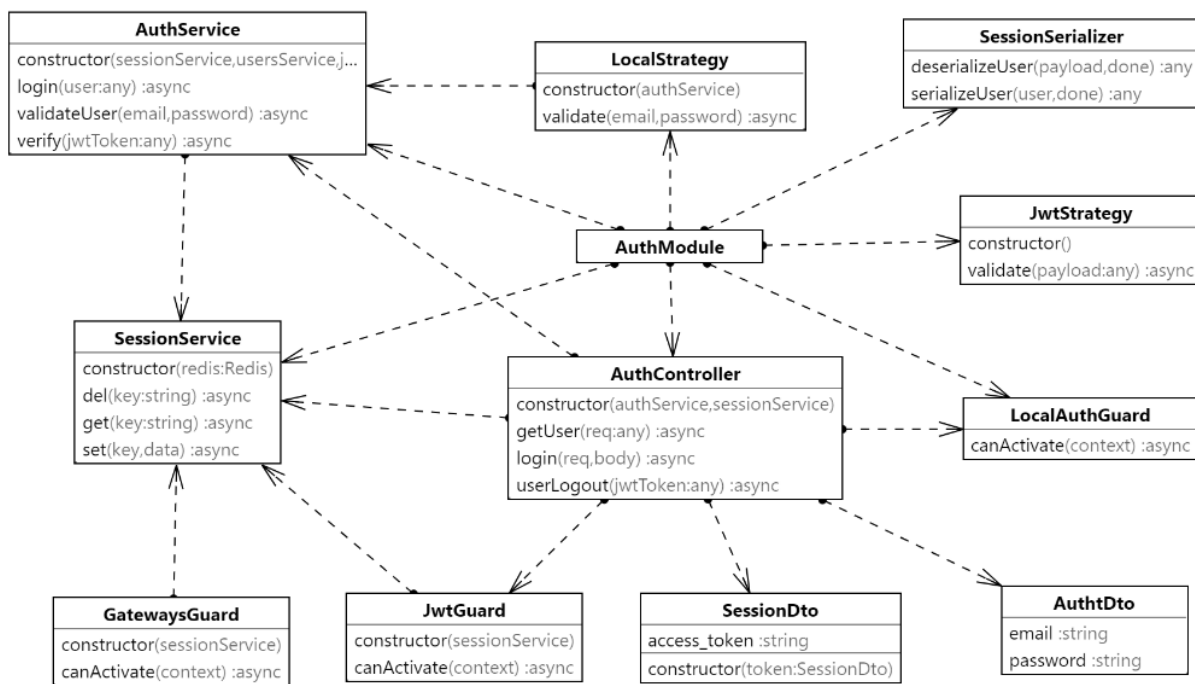 AuthService
constructor(sessionService,usersService,j...
login(user:any) :async
validateUser(email,password) :async
verify(jwtToken:any) :async
LocalStrategy
constructor(authService)
validate(email,password) :async
SessionSerializer
deserializeUser(payload,done) :any
serializeUser(user,done) :any
JwtStrategy
constructor()
validate(payload:any) :async
AuthModule
SessionService
constructor(redis:Redis)
del(key:string) :async
get(key:string) :async
set(key,data) :async
AuthController
constructor(authService,sessionService)
getUser(req:any) :async
login(req,body) :async
userLogout(jwtToken:any) :async
LocalAuthGuard
canActivate(context) :async
GatewaysGuard
constructor(sessionService)
canActivate(context) :async
JwtGuard
constructor(sessionService)
canActivate(context) :async
SessionDto
access_token :string
constructor(token:SessionDto)
AuthtDto
email :string
password :string